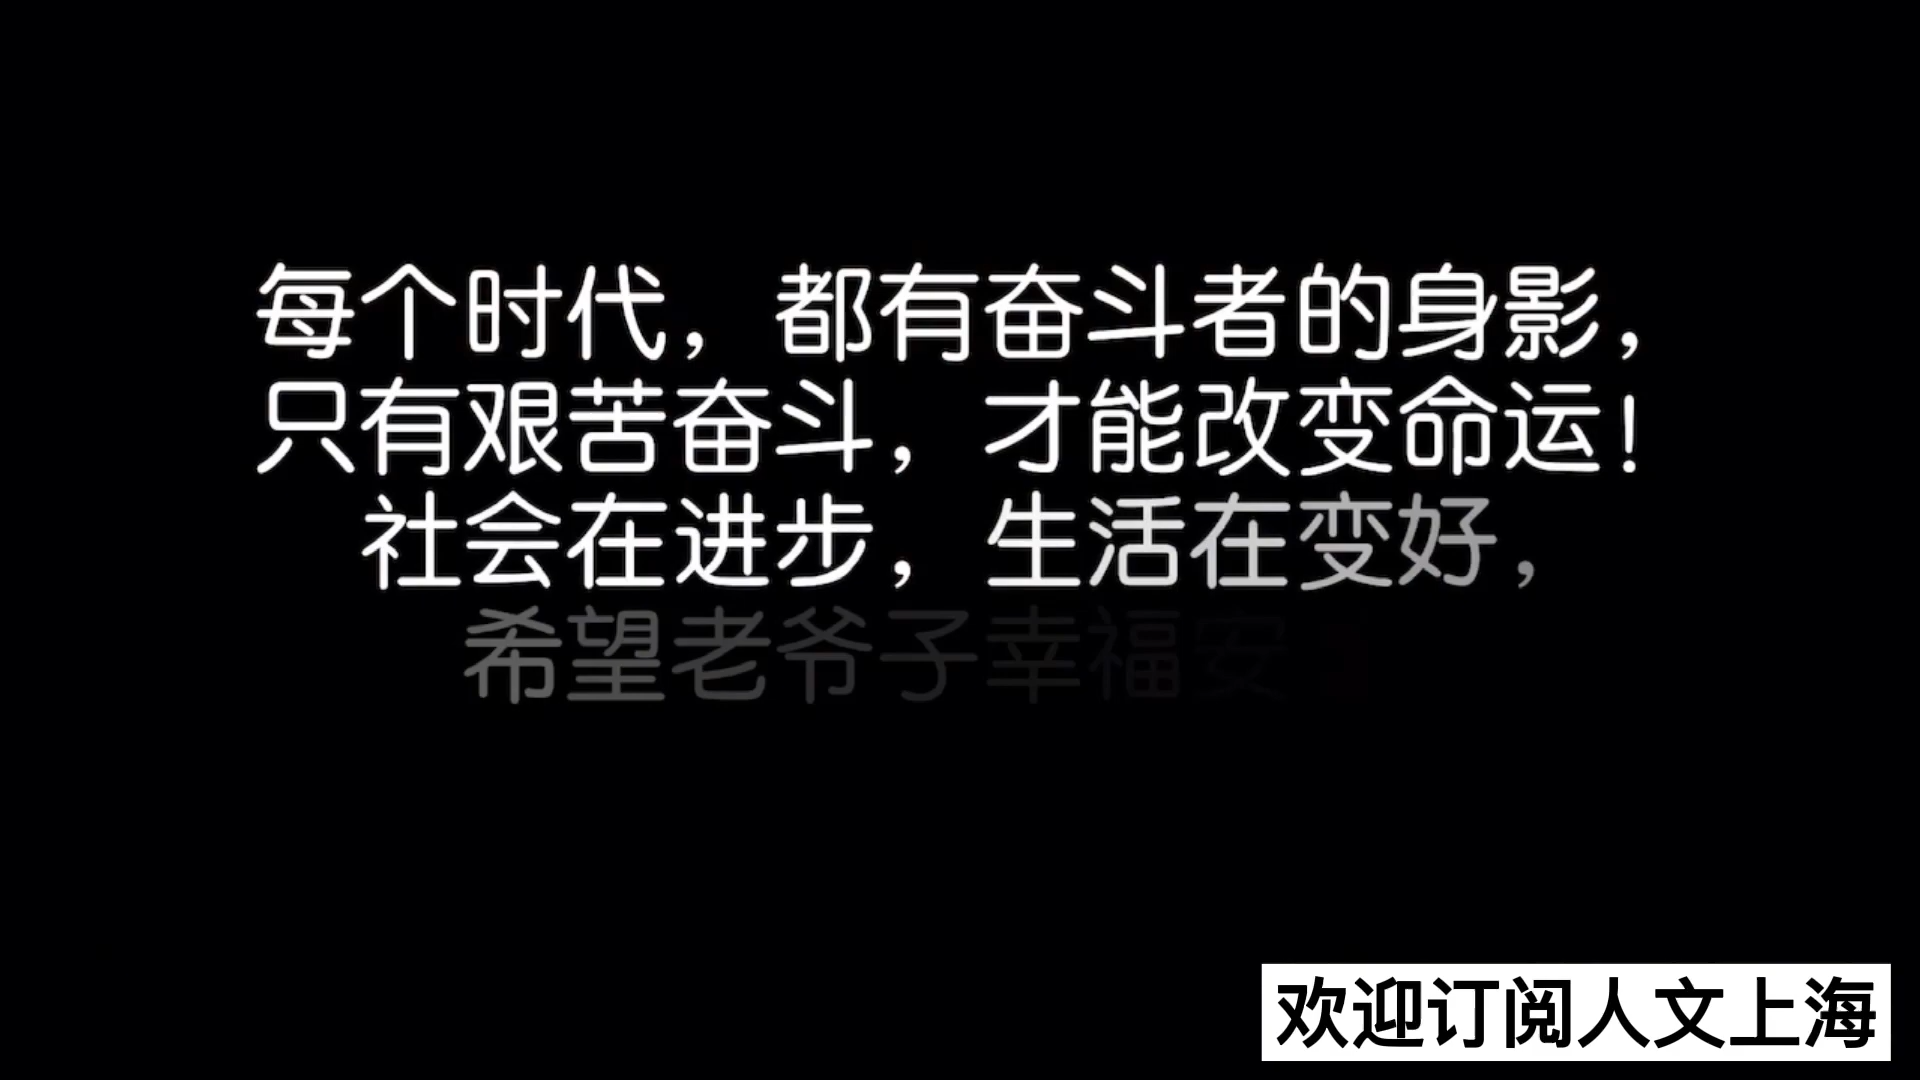 每个时代，都有奋斗者的身影，
只有艰苦奋斗，才能改变命运！
社会在进步，生活在变好，
希望老爷子幸福安
欢迎订阅人文上海